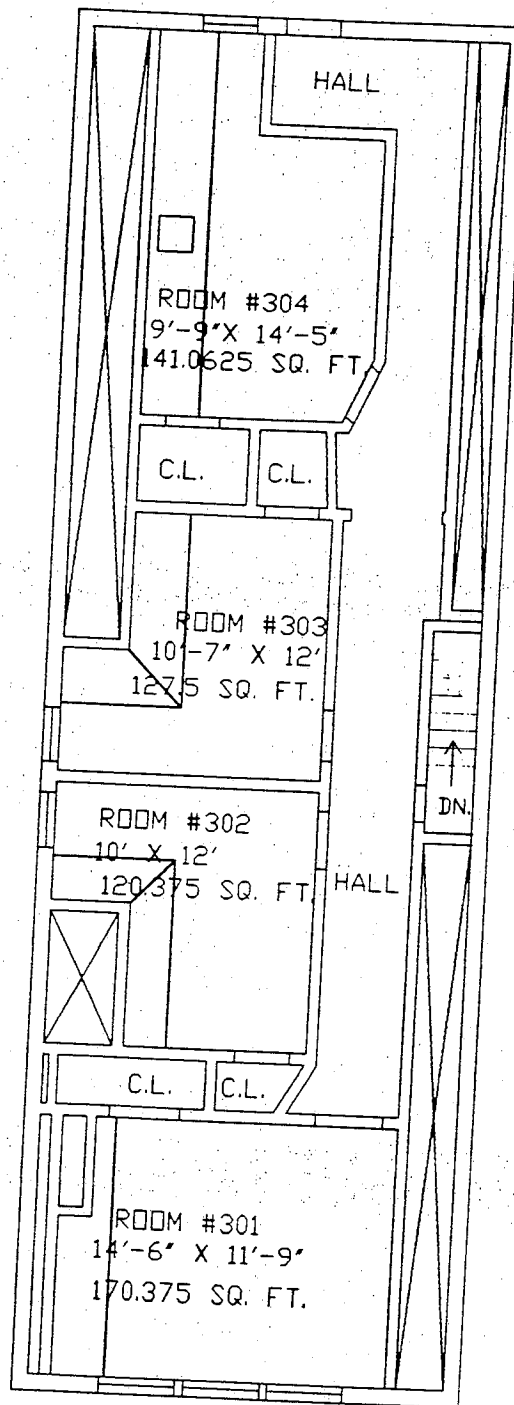 HALL
ROOM #304
9'-9"X 14'-5"
141.0625 SQ. FT.
C.L.
C.L.
ROOM #303
10'-7" X 12'
127.5 SQ. FT.
DN.
ROOM #302
10' X 12'
120.375 SQ. FT.
HALL
C.L.
C.L.
ROOM #301
14'-6" X 11'-9"
170.375 SQ. FT.